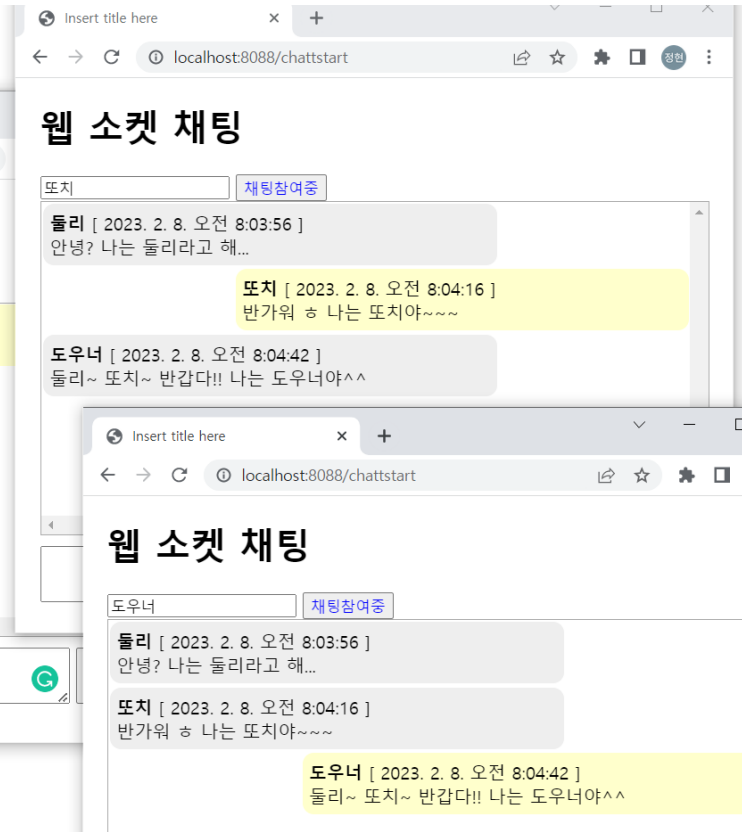 Insert title here
localhost:8088/chattstart
정현
웹 소켓 채팅
또치 채팅참여중
둘리 [ 2023. 2. 8. 오전 8:03:56 ]
안녕? 나는 둘리라고 해...
또치 [ 2023. 2. 8. 오전 8:04:16 ]
반가워 ㅎ 나는 또치야~~~
도우너 [ 2023. 2. 8. 오전 8:04:42 ]
둘리~ 또치~ 반갑다!! 나는 도우너야^^
Insert title here
localhost:8088/chattstart
웹 소켓 채팅
도우너 채팅참여중
둘리 [ 2023. 2. 8. 오전 8:03:56 ]
안녕? 나는 둘리라고 해...
또치 [ 2023. 2. 8. 오전 8:04:16 ]
반가워 ㅎ 나는 또치야~~~
도우너 [ 2023. 2. 8. 오전 8:04:42 ]
둘리~ 또치~ 반갑다!! 나는 도우너야^^